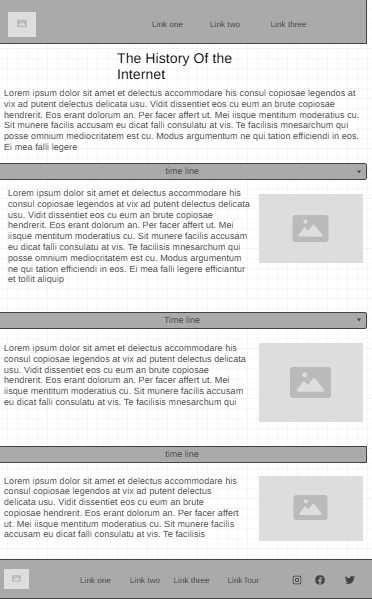 Link one Link two Link three
The History Of the
Internet
Lorem ipsum dolor sit amet et delectus accommodare his consul copiosae legendos at
vix ad putent delectus delicata usu. Vidit dissentiet eos cu eum an brute copiosae
hendrerit. Eos erant dolorum an. Per facer affert ut. Mei iisque mentitum moderatius cu.
Sit munere facilis accusam eu dicat falli consulatu at vis. Te facilisis mnesarchum qui
posse omnium mediocritatem est cu. Modus argumentum ne qui tation efficiendi in eos.
Ei mea falli legere
time line
Lorem ipsum dolor sit amet et delectus accommodare his
consul copiosae legendos at vix ad putent delectus delicata
usu. Vidit dissentiet eos cu eum an brute copiosae
hendrerit. Eos erant dolorum an. Per facer affert ut. Mei
iisque mentitum moderatius cu. Sit munere facilis accusam
eu dicat falli consulatu at vis. Te facilisis mnesarchum qui
posse omnium mediocritatem est cu. Modus argumentum
ne qui tation efficiendi in eos. Ei mea falli legere efficiantur
et tollit aliquip
Time line
Lorem ipsum dolor sit amet et delectus accommodare his
consul copiosae legendos at vix ad putent delectus delicata
usu. Vidit dissentiet eos cu eum an brute copiosae
hendrerit. Eos erant dolorum an. Per facer affert ut. Mei
iisque mentitum moderatius cu. Sit munere facilis accusam
eu dicat falli consulatu at vis. Te facilisis mnesarchum qui
time line
Lorem ipsum dolor sit amet et delectus accommodare his
consul copiosae legendos at vix ad putent delectus
delicata usu. Vidit dissentiet eos cu eum an brute
copiosae hendrerit. Eos erant dolorum an. Per facer affert
ut. Mei iisque mentitum moderatius cu. Sit munere facilis
accusam eu dicat falli consulatu at vis. Te facilisis
Link one Link two Link three Link four